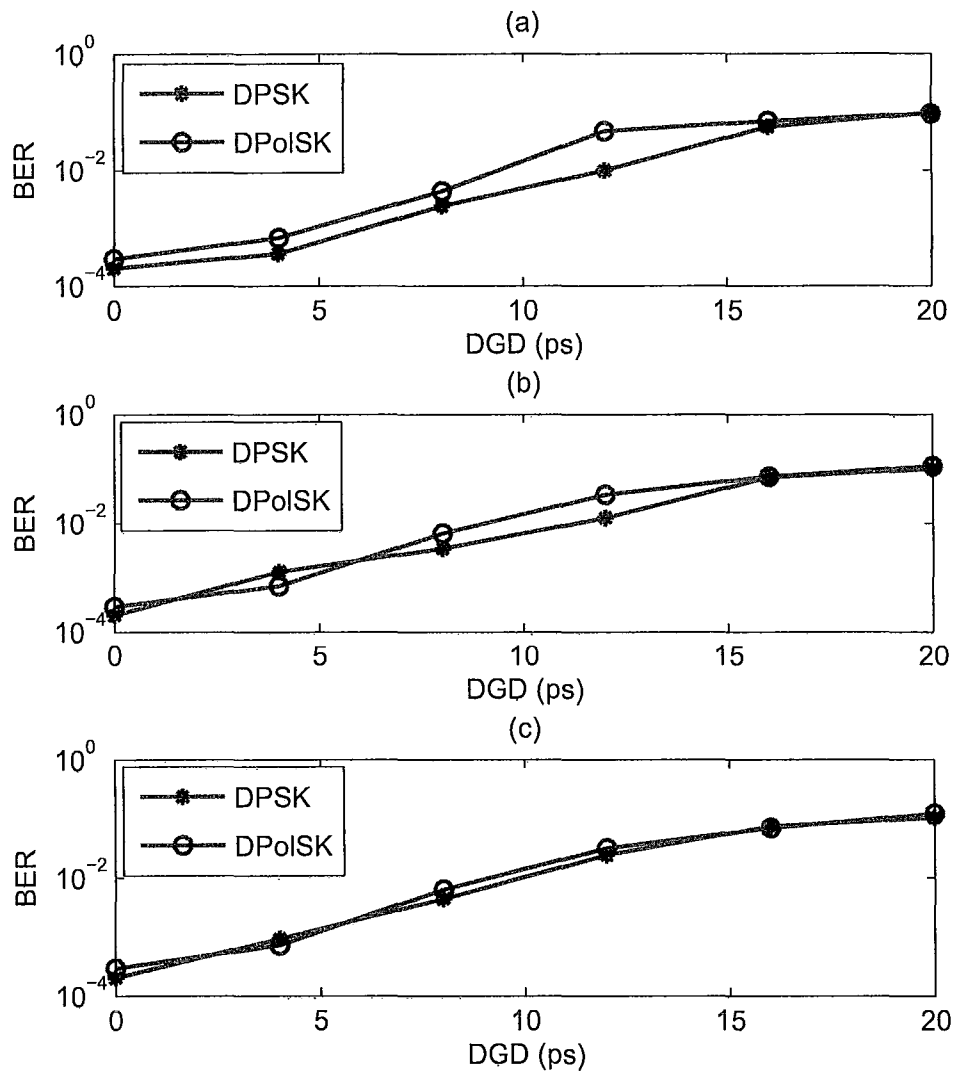 (a)
10^0
DPSK
DPolSK
10^-2
BER
10^-4
0 5 10 15 20
DGD (ps)
(b)
10^0
DPSK
DPolSK
10^-2
BER
10^-4
0 5 10 15 20
DGD (ps)
(c)
10^0
DPSK
DPolSK
10^-2
BER
10^-4
0 5 10 15 20
DGD (ps)